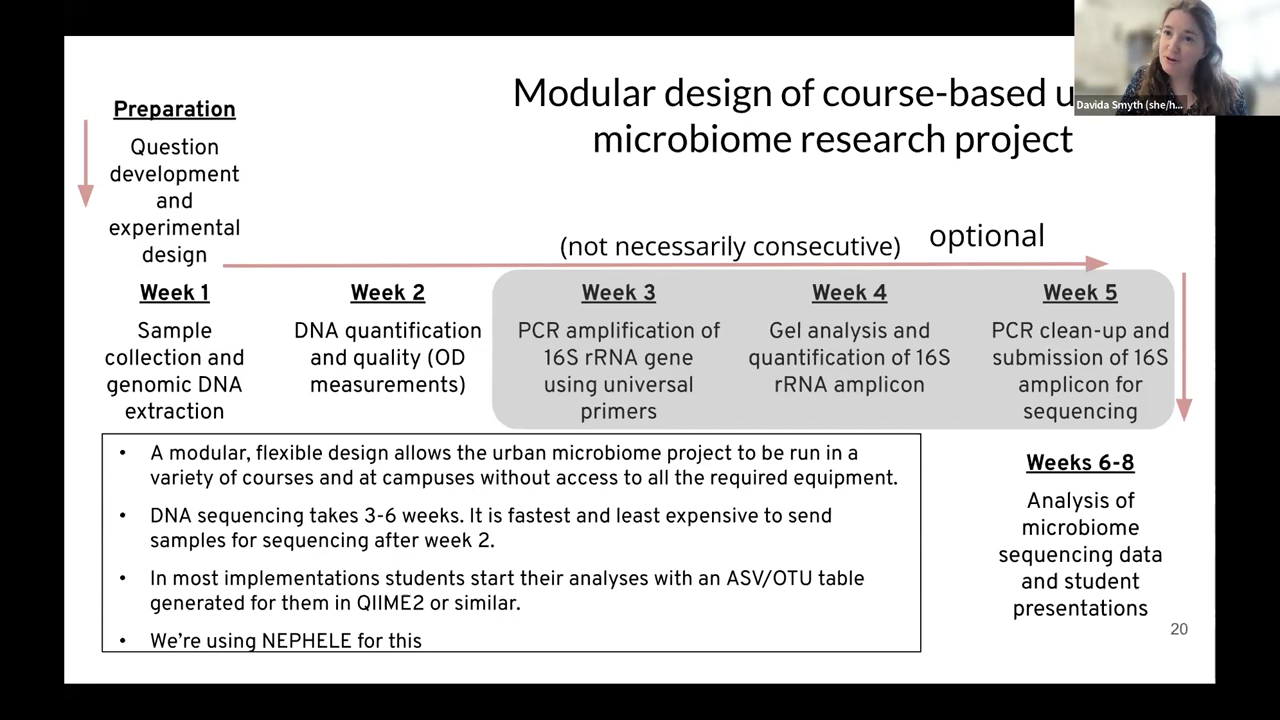 Modular design of course-based u
microbiome research project
Davida Smyth (she/h...
Preparation
Question
development
and
experimental
design
(not necessarily consecutive)
optional
Week 1
Sample
collection and
genomic DNA
extraction
Week 2
DNA quantification
and quality (OD
measurements)
Week 3
PCR amplification of
16S rRNA gene
using universal
primers
Week 4
Gel analysis and
quantification of 16S
rRNA amplicon
Week 5
PCR clean-up and
submission of 16S
amplicon for
sequencing
• A modular, flexible design allows the urban microbiome project to be run in a
variety of courses and at campuses without access to all the required equipment.
• DNA sequencing takes 3-6 weeks. It is fastest and least expensive to send
samples for sequencing after week 2.
• In most implementations students start their analyses with an ASV/OTU table
generated for them in QIIME2 or similar.
• We're using NEPHELE for this
Weeks 6-8
Analysis of
microbiome
sequencing data
and student
presentations
20